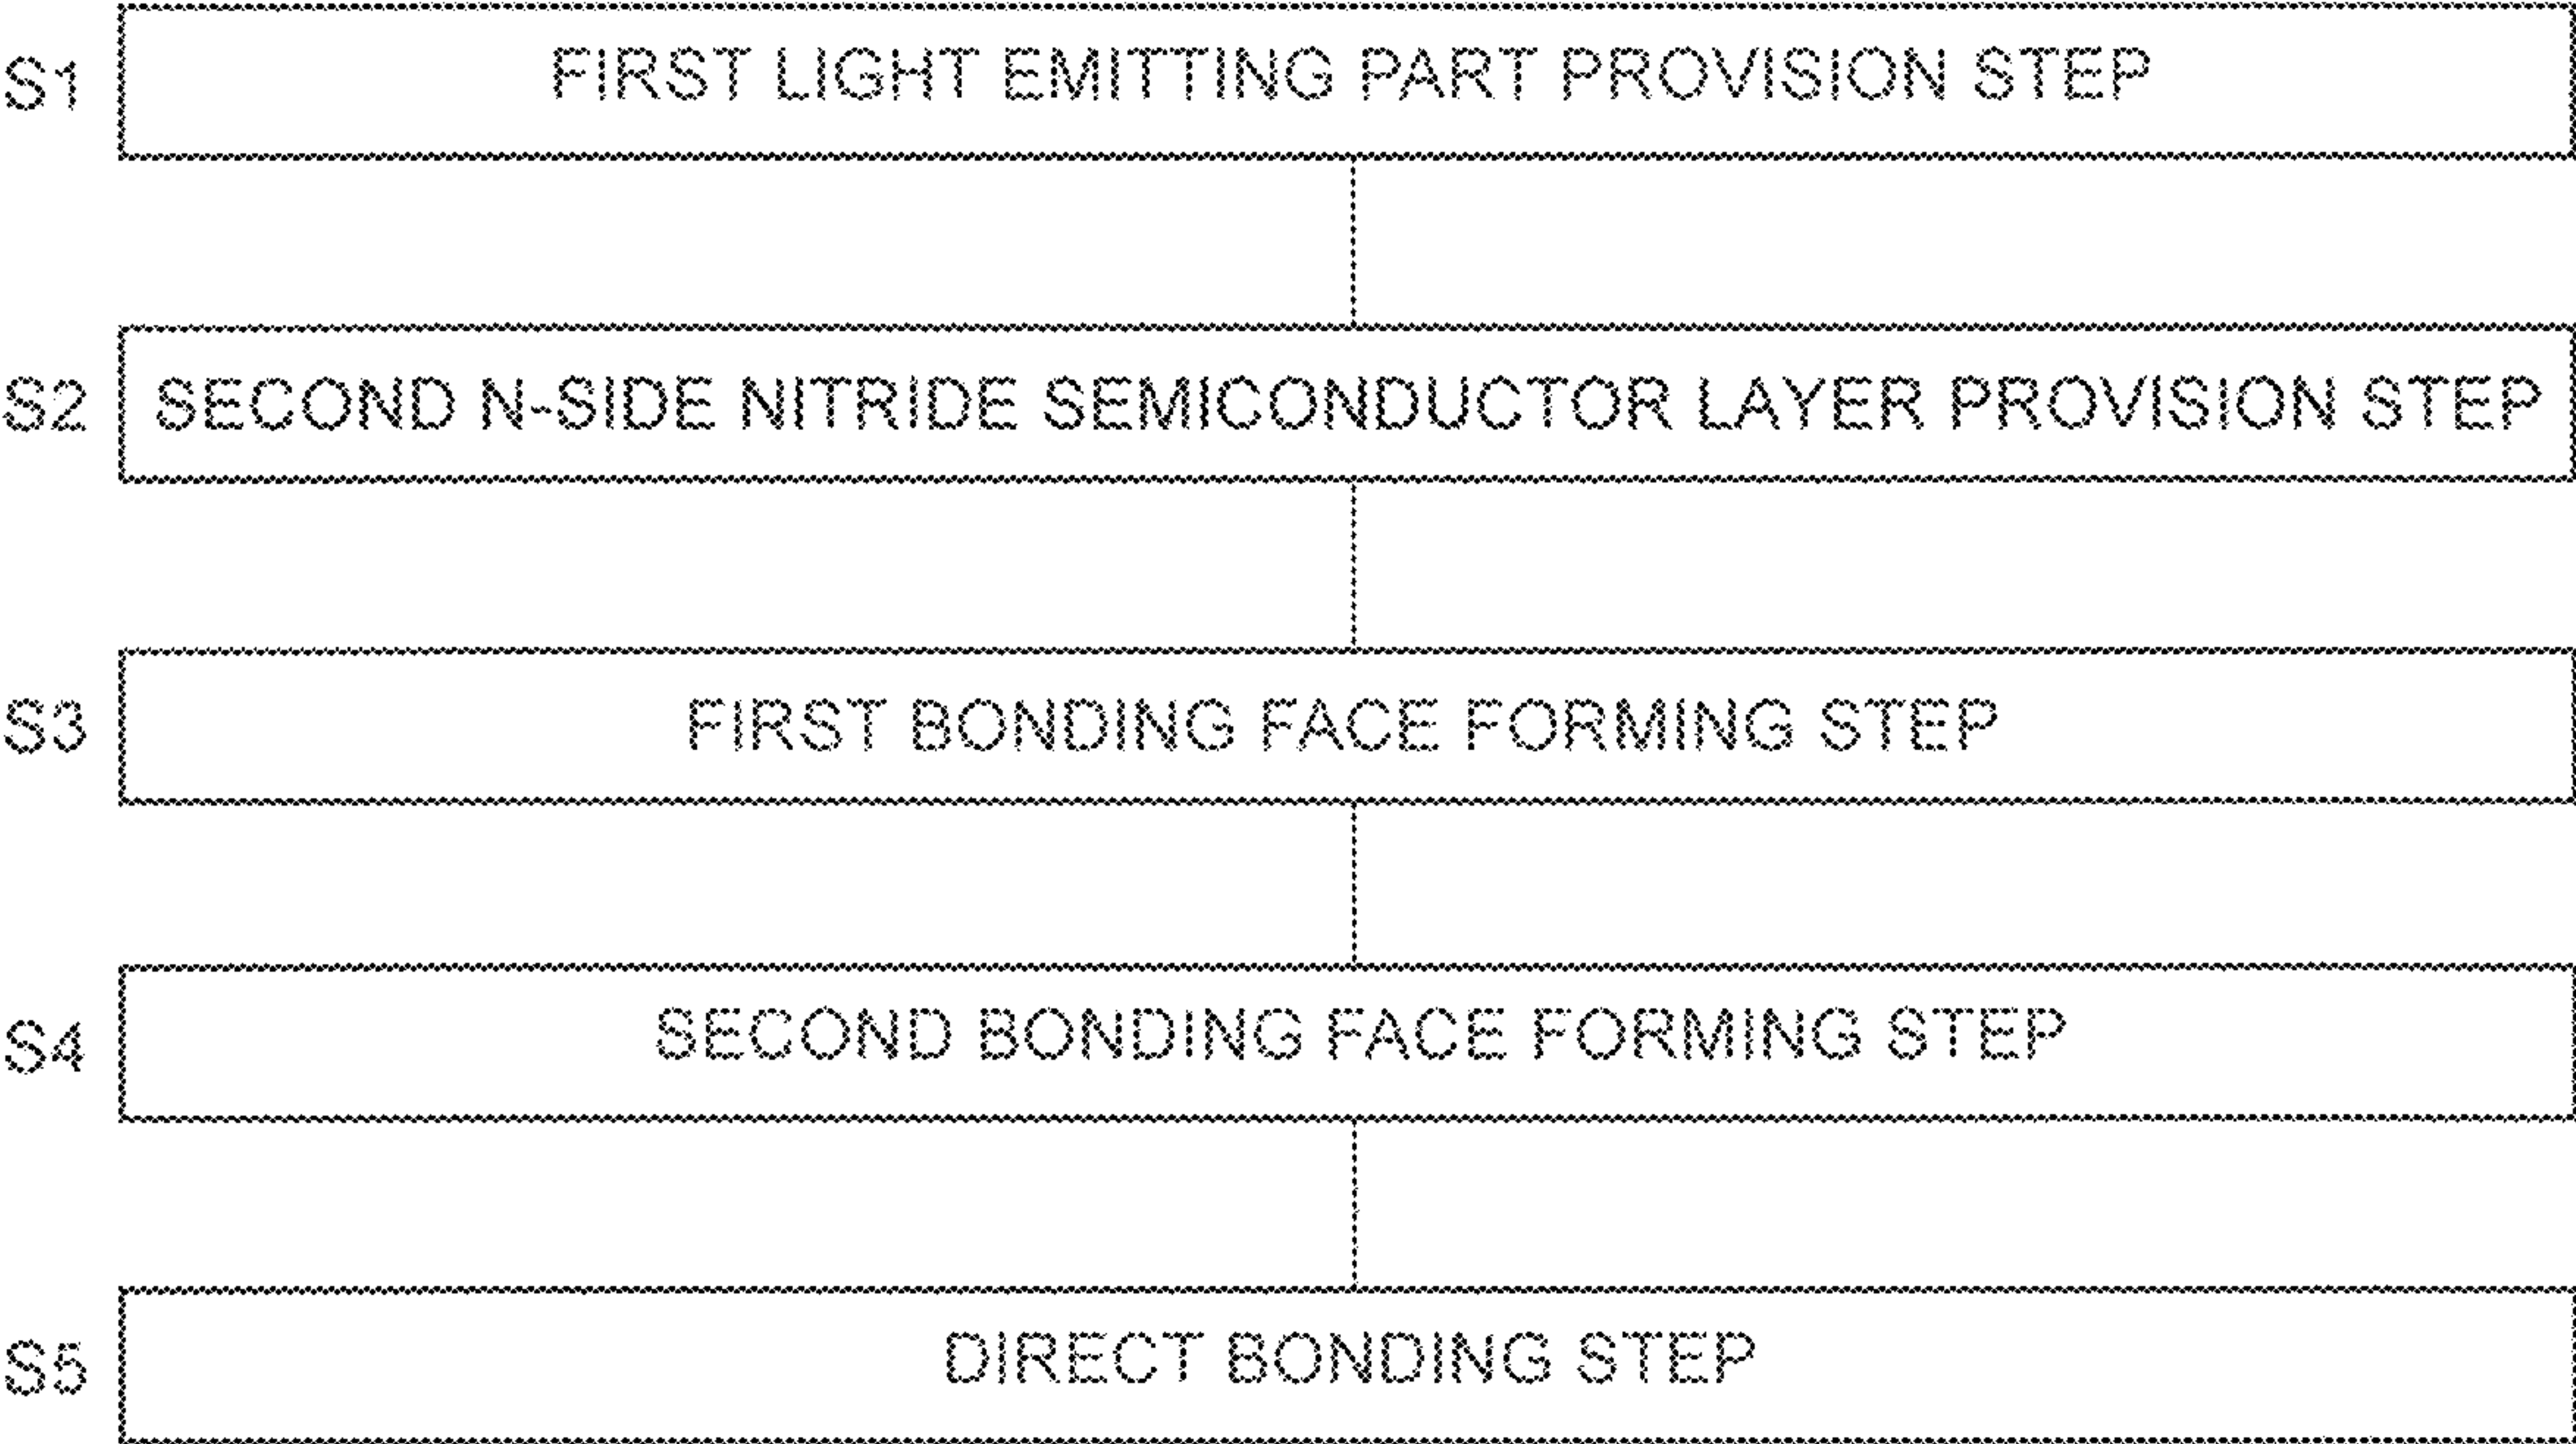 S1 FIRST LIGHT EMITTING PART PROVISION STEP
S2 SECOND N-SIDE NITRIDE SEMICONDUCTOR LAYER PROVISION STEP
S3 FIRST BONDING FACE FORMING STEP
S4 SECOND BONDING FACE FORMING STEP
S5 DIRECT BONDING STEP